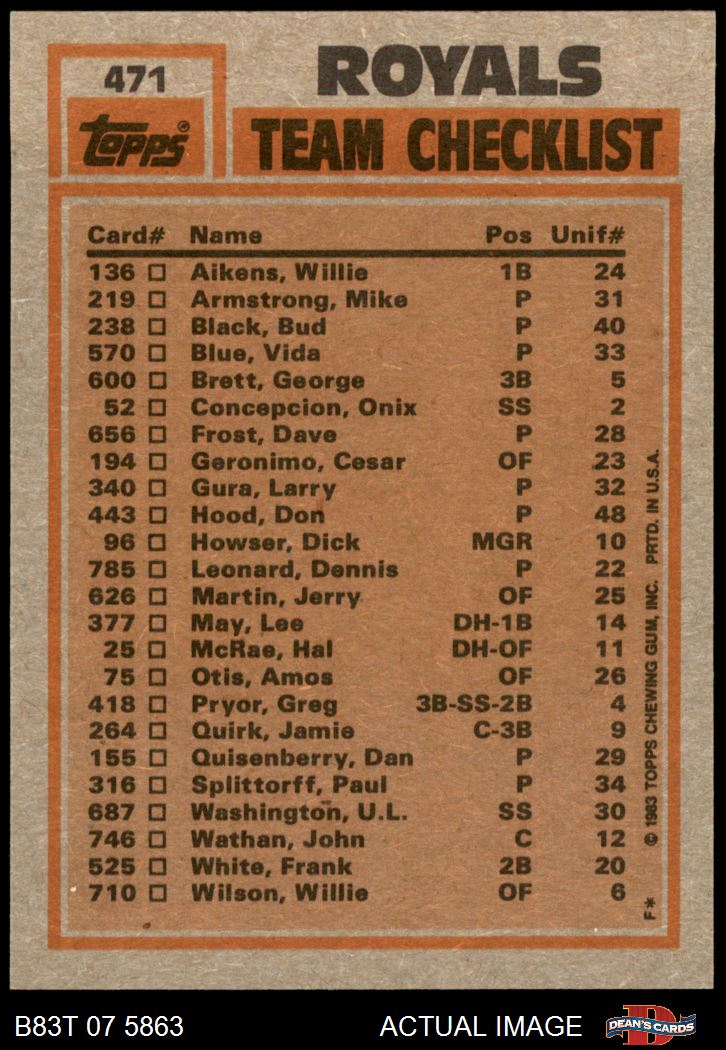 471 ROYALS
topps® TEAM CHECKLIST
Card# Name Pos Unif#
136 □ Aikens, Willie 1B 24
219 □ Armstrong, Mike P 31
238 □ Black, Bud P 40
570 □ Blue, Vida P 33
600 □ Brett, George 3B 5
52 □ Concepcion, Onix SS 2
656 □ Frost, Dave P 28
194 □ Geronimo, Cesar OF 23
340 □ Gura, Larry P 32
443 □ Hood, Don P 48
96 □ Howser, Dick MGR 10
785 □ Leonard, Dennis P 22
626 □ Martin, Jerry OF 25
377 □ May, Lee DH-1B 14
25 □ McRae, Hal DH-OF 11
75 □ Otis, Amos OF 26
418 □ Pryor, Greg 3B-SS-2B 4
264 □ Quirk, Jamie C-3B 9
155 □ Quisenberry, Dan P 29
316 □ Splittorff, Paul P 34
687 □ Washington, U.L. SS 30
746 □ Wathan, John C 12
525 □ White, Frank 2B 20
710 □ Wilson, Willie OF 6
F* © 1983 TOPPS CHEWING GUM, INC. PRTD. IN U.S.A.
B83T 07 5863 ACTUAL IMAGE D DEAN'S CARDS